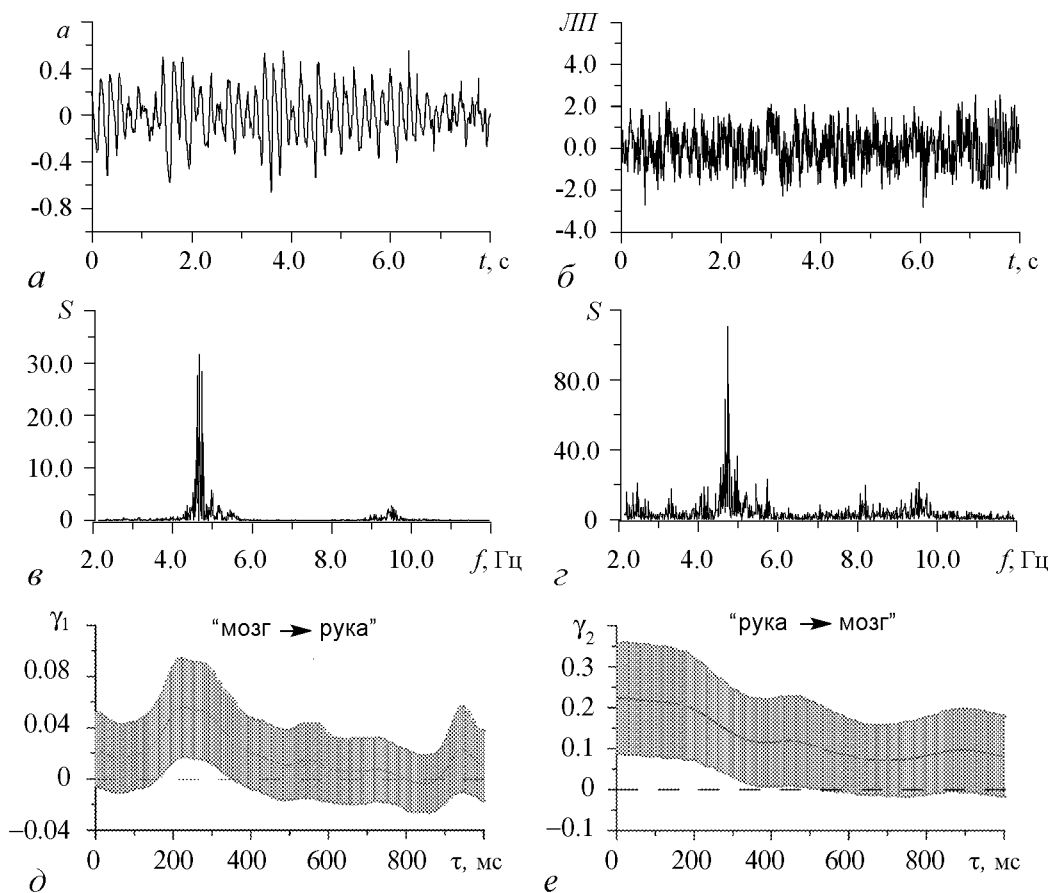 a
0.4
0
-0.4
-0.8
0 2.0 4.0 6.0 t, с
а
ЛП
4.0
2.0
0.0
-2.0
-4.0
0 2.0 4.0 6.0 t, с
б
S
30.0
20.0
10.0
0
2.0 4.0 6.0 8.0 10.0 f, Гц
в
S
80.0
40.0
0
2.0 4.0 6.0 8.0 10.0 f, Гц
г
γ1
“мозг → рука”
0.08
0.04
0
–0.04
0 200 400 600 800 τ, мс
д
γ2
“рука → мозг”
0.3
0.2
0.1
0
–0.1
0 200 400 600 800 τ, мс
е